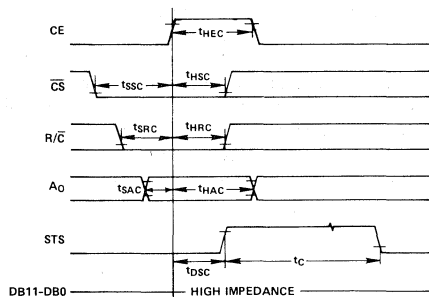 CE
tHEC
CS
tSSC
tHSC
R/C
tSRC
tHRC
A0
tSAC
tHAC
STS
tDSC
tC
DB11-DB0 HIGH IMPEDANCE